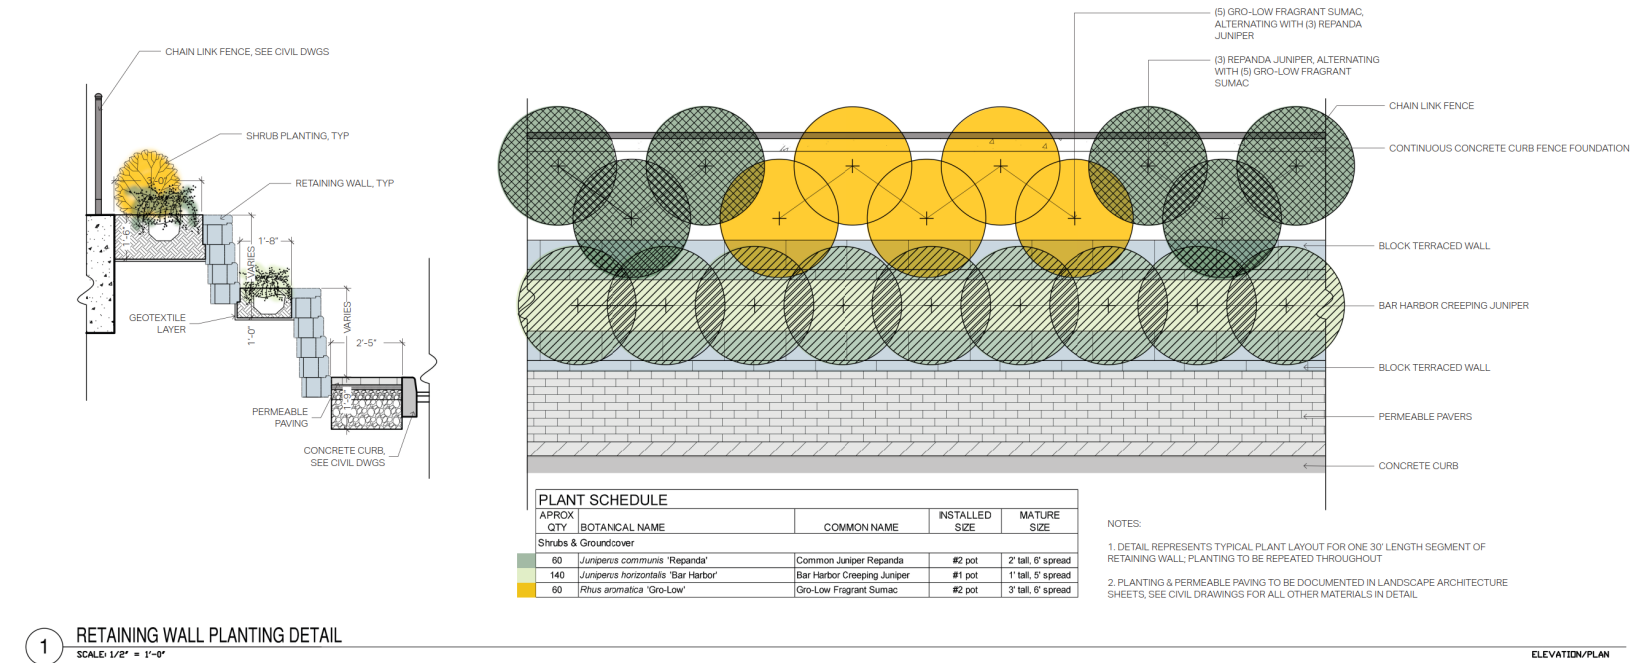 CHAIN LINK FENCE, SEE CIVIL DWGS
SHRUB PLANTING, TYP
3'-0"
RETAINING WALL, TYP
1'-6"
1'-8"
VARIES
GEOTEXTILE
LAYER
1'-0"
VARIES
2'-5"
1'-9"
PERMEABLE
PAVING
CONCRETE CURB,
SEE CIVIL DWGS
(5) GRO-LOW FRAGRANT SUMAC,
ALTERNATING WITH (3) REPANDA
JUNIPER
(3) REPANDA JUNIPER, ALTERNATING
WITH (5) GRO-LOW FRAGRANT
SUMAC
CHAIN LINK FENCE
CONTINUOUS CONCRETE CURB FENCE FOUNDATION
BLOCK TERRACED WALL
BAR HARBOR CREEPING JUNIPER
BLOCK TERRACED WALL
PERMEABLE PAVERS
CONCRETE CURB
PLANT SCHEDULE
APROX QTY BOTANICAL NAME COMMON NAME INSTALLED SIZE MATURE SIZE
Shrubs & Groundcover
60 Juniperus communis 'Repanda' Common Juniper Repanda #2 pot 2' tall, 6' spread
140 Juniperus horizontalis 'Bar Harbor' Bar Harbor Creeping Juniper #1 pot 1' tall, 5' spread
60 Rhus aromatica 'Gro-Low' Gro-Low Fragrant Sumac #2 pot 3' tall, 6' spread
NOTES:
1. DETAIL REPRESENTS TYPICAL PLANT LAYOUT FOR ONE 30' LENGTH SEGMENT OF
RETAINING WALL; PLANTING TO BE REPEATED THROUGHOUT
2. PLANTING & PERMEABLE PAVING TO BE DOCUMENTED IN LANDSCAPE ARCHITECTURE
SHEETS, SEE CIVIL DRAWINGS FOR ALL OTHER MATERIALS IN DETAIL
1 RETAINING WALL PLANTING DETAIL
SCALE: 1/2" = 1'-0"
ELEVATION/PLAN